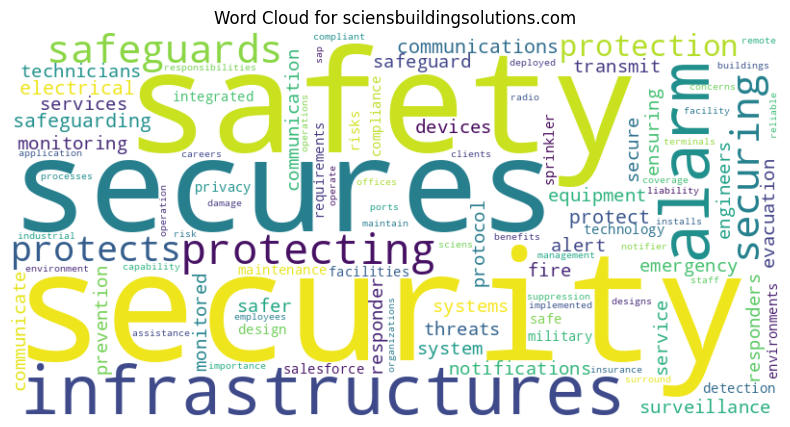 Word Cloud for sciensbuildingsolutions.com
safeguards
safety
communications
safeguard
protection
compliant
remote
technicians
responsibilities
sap
deployed
transmit
buildings
electrical
integrated
communication
operations
risks
compliance
devices
radio
alarm
concerns
securing
services
safeguarding
facility
reliable
monitoring
application
careers
secures
requirements
clients
sprinkler
secure
ensuring
terminals
processes
operation
privacy
damage
offices
operate
equipment
coverage
liability
engineers
evacuation
industrial
risk
ports
maintain
protocol
protect
technology
installs
protects
protecting
sciens
benefits
alert
notifier
environment
capability
maintenance
facilities
management
fire
emergency
staff
security
communicate
prevention
monitored
safer
employees
design
assistance
responder
organizations
systems
threats
system
suppression
implemented
safe
designs
military
service
responders
environments
importance
salesforce
notifications
insurance
surround
detection
infrastructures
surveillance